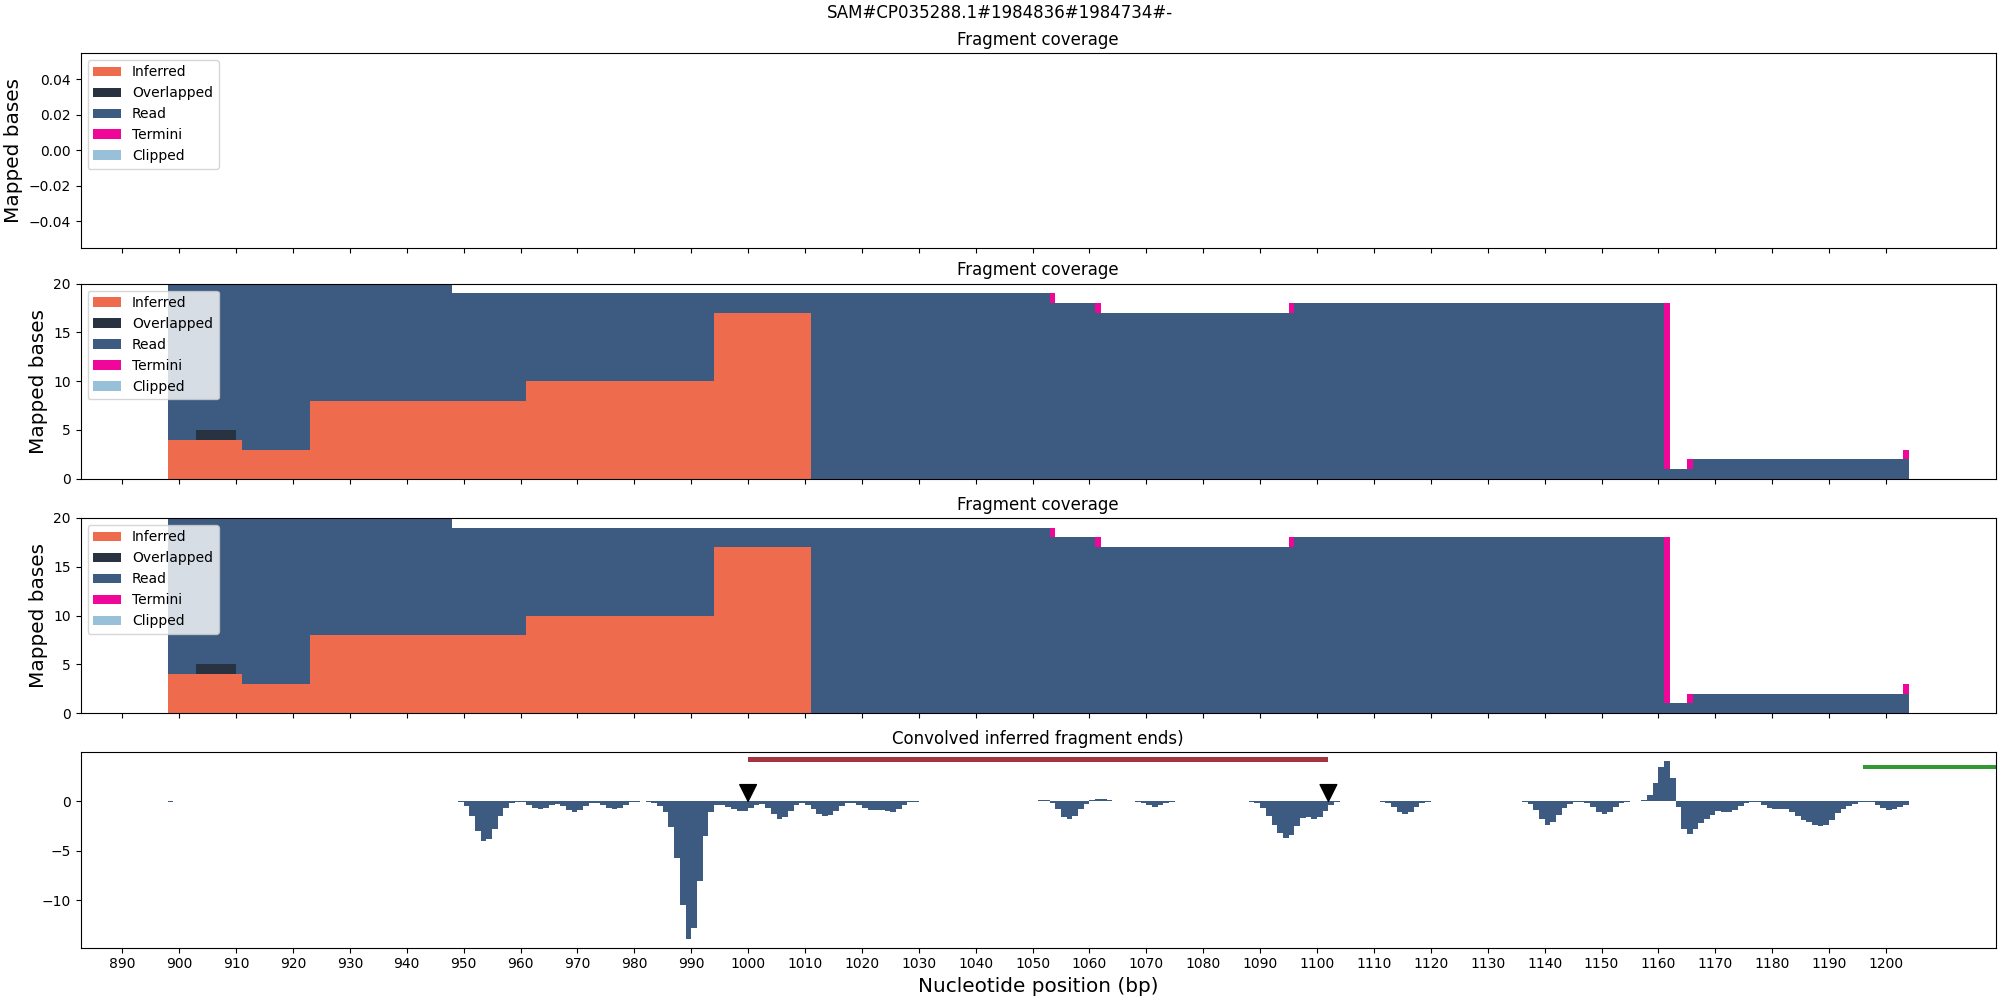 SAM#CP035288.1#1984836#1984734#-
Fragment coverage
Mapped bases
0.04
0.02
0.00
−0.02
−0.04
Inferred
Overlapped
Read
Termini
Clipped
Fragment coverage
Mapped bases
20
15
10
5
0
Inferred
Overlapped
Read
Termini
Clipped
Fragment coverage
Mapped bases
20
15
10
5
0
Inferred
Overlapped
Read
Termini
Clipped
Convolved inferred fragment ends)
0
−5
−10
890 900 910 920 930 940 950 960 970 980 990 1000 1010 1020 1030 1040 1050 1060 1070 1080 1090 1100 1110 1120 1130 1140 1150 1160 1170 1180 1190 1200
Nucleotide position (bp)